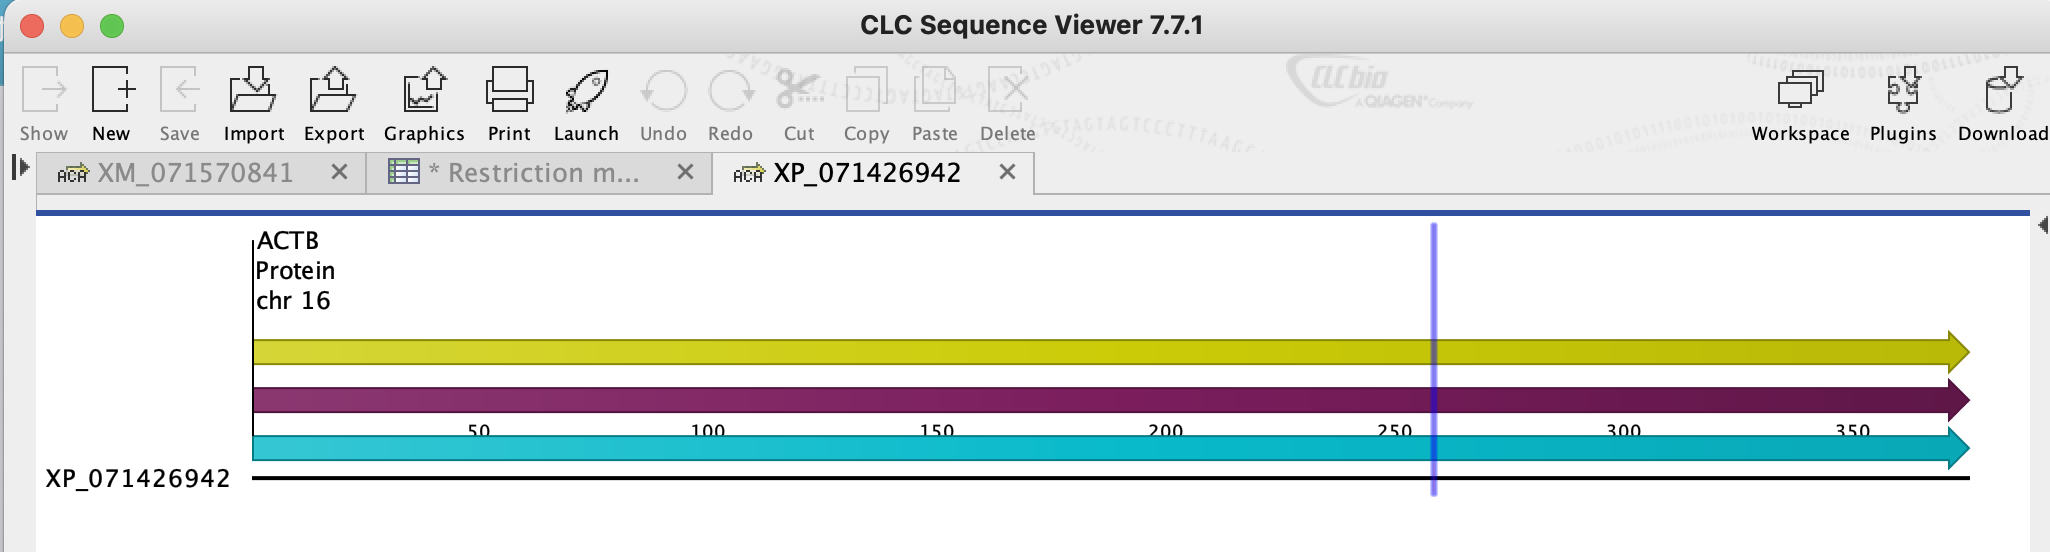 CLC Sequence Viewer 7.7.1
CLC bio
A QIAGEN® Company
Show New Save Import Export Graphics Print Launch Undo Redo Cut Copy Paste Delete Workspace Plugins Download
XM_071570841 * Restriction m... XP_071426942
ACTB
Protein
chr 16
50 100 150 200 250 300 350
XP_071426942